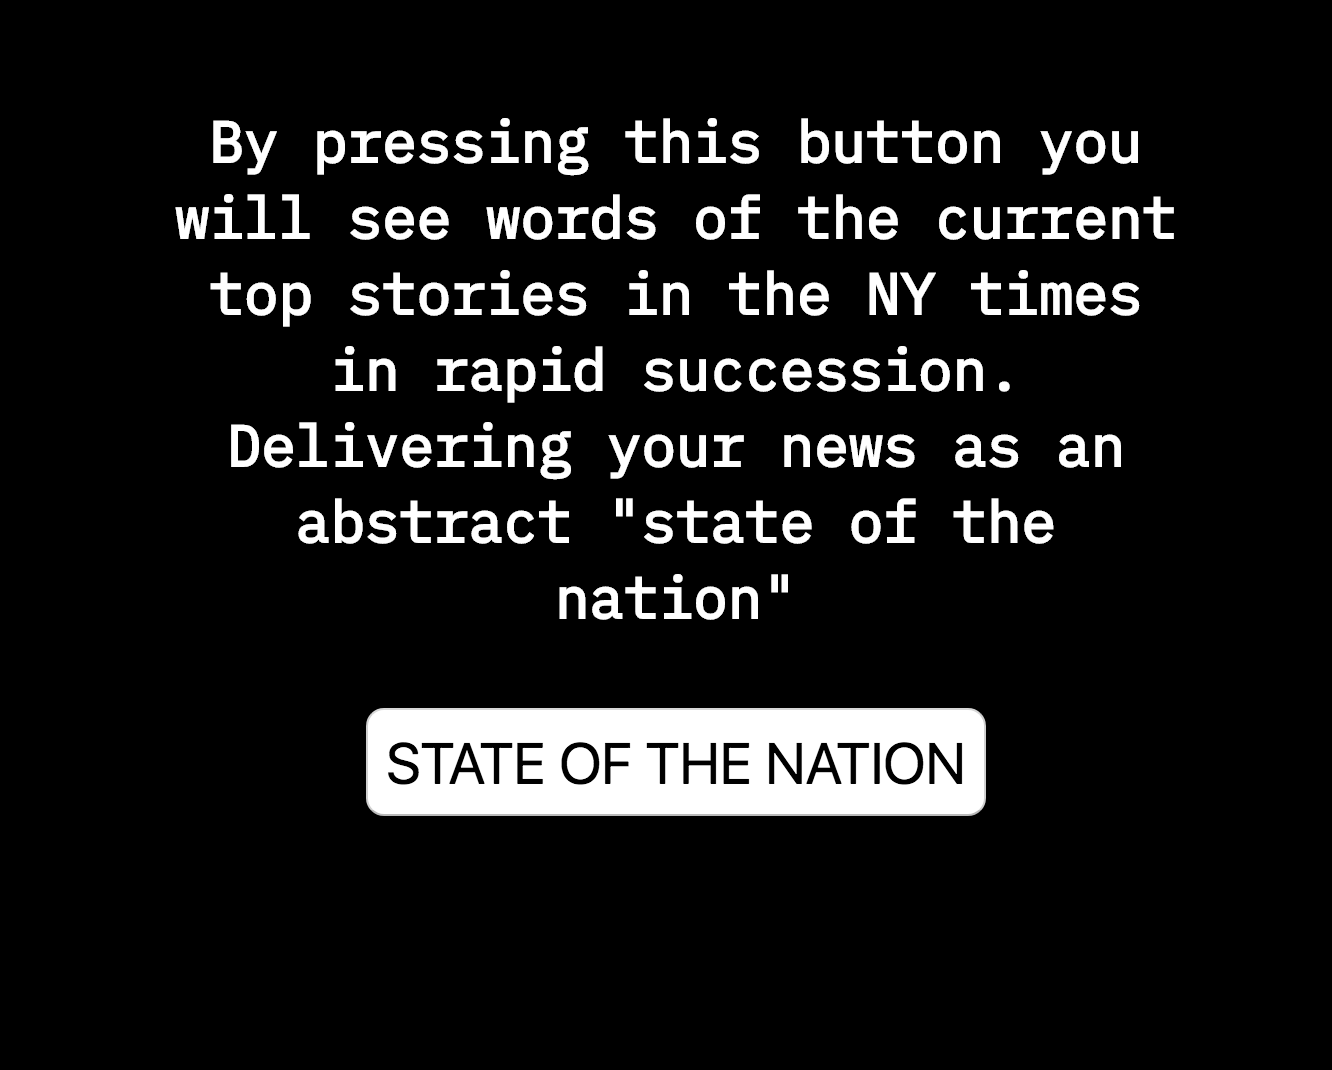 By pressing this button you
will see words of the current
top stories in the NY times
in rapid succession.
Delivering your news as an
abstract "state of the
nation"
STATE OF THE NATION